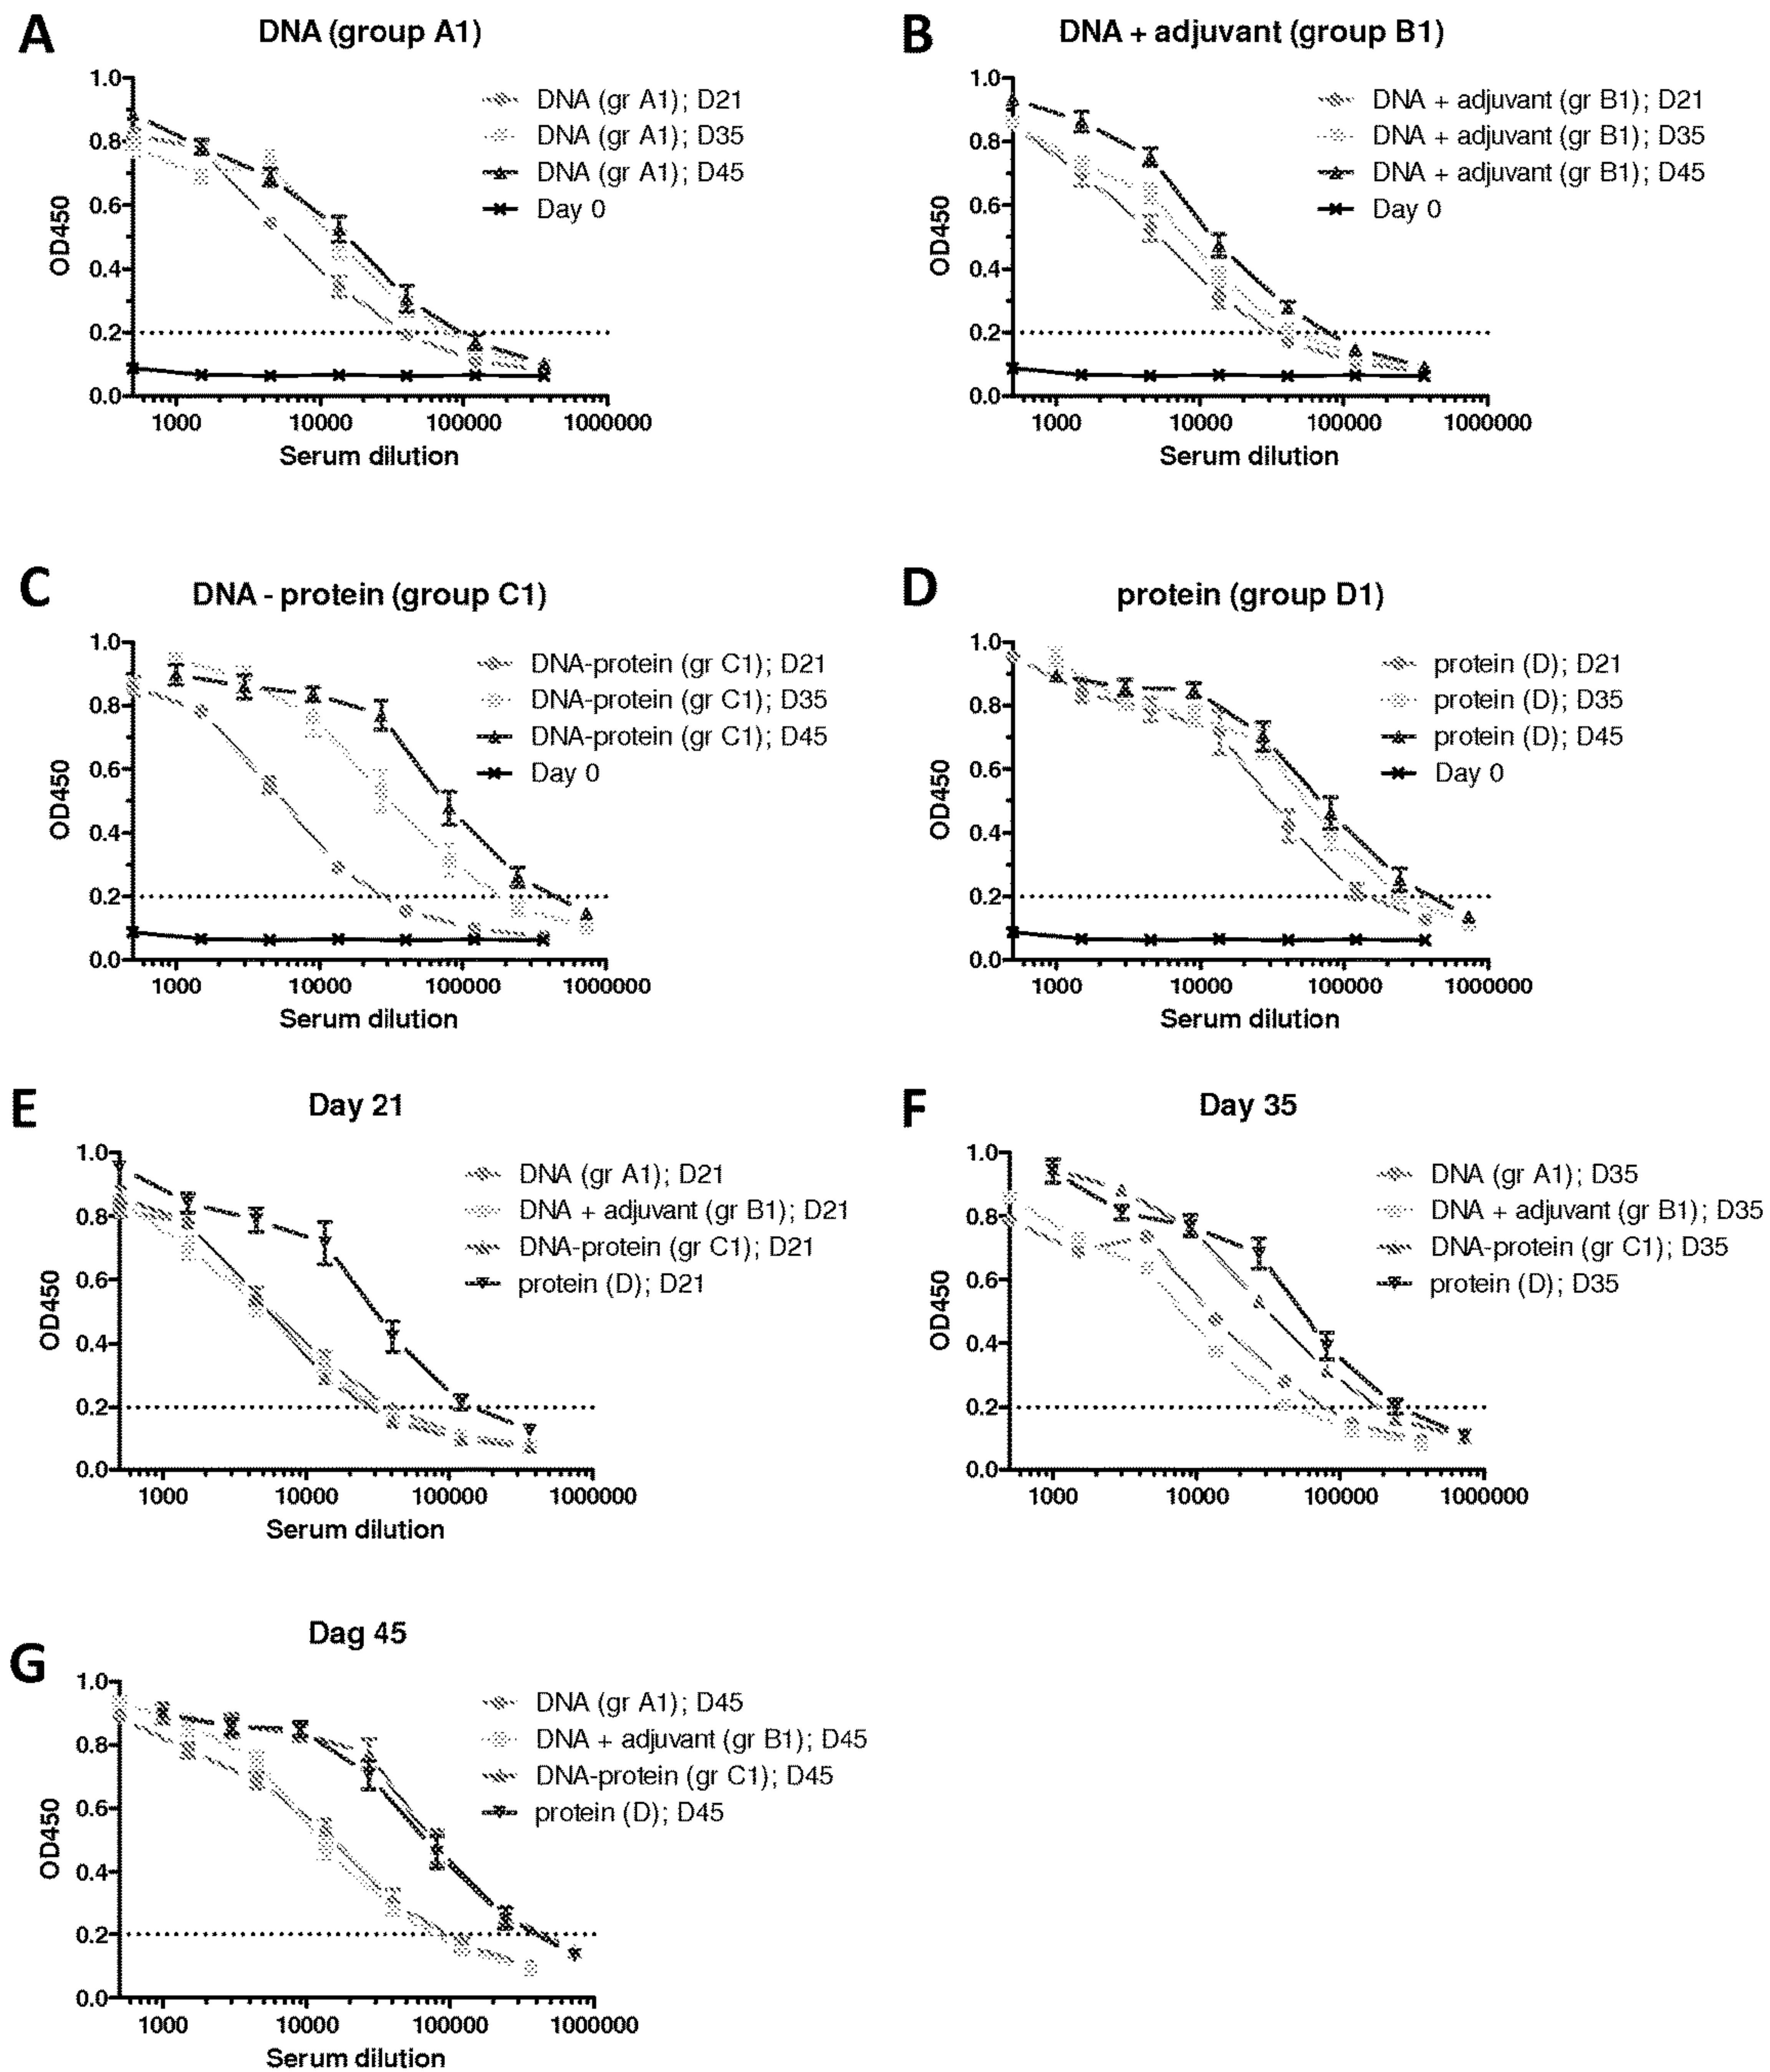 A
DNA (group A1)
1.0
0.8
0.6
0.4
0.2
0.0
OD450
DNA (gr A1); D21
DNA (gr A1); D35
DNA (gr A1); D45
Day 0
1000 10000 100000 1000000
Serum dilution
B
DNA + adjuvant (group B1)
1.0
0.8
0.6
0.4
0.2
0.0
OD450
DNA + adjuvant (gr B1); D21
DNA + adjuvant (gr B1); D35
DNA + adjuvant (gr B1); D45
Day 0
1000 10000 100000 1000000
Serum dilution
C
DNA - protein (group C1)
1.0
0.8
0.6
0.4
0.2
0.0
OD450
DNA-protein (gr C1); D21
DNA-protein (gr C1); D35
DNA-protein (gr C1); D45
Day 0
1000 10000 100000 1000000
Serum dilution
D
protein (group D1)
1.0
0.8
0.6
0.4
0.2
0.0
OD450
protein (D); D21
protein (D); D35
protein (D); D45
Day 0
1000 10000 100000 1000000
Serum dilution
E
Day 21
1.0
0.8
0.6
0.4
0.2
0.0
OD450
DNA (gr A1); D21
DNA + adjuvant (gr B1); D21
DNA-protein (gr C1); D21
protein (D); D21
1000 10000 100000 1000000
Serum dilution
F
Day 35
1.0
0.8
0.6
0.4
0.2
0.0
OD450
DNA (gr A1); D35
DNA + adjuvant (gr B1); D35
DNA-protein (gr C1); D35
protein (D); D35
1000 10000 100000 1000000
G
Dag 45
1.0
0.8
0.6
0.4
0.2
0.0
OD450
DNA (gr A1); D45
DNA + adjuvant (gr B1); D45
DNA-protein (gr C1); D45
protein (D); D45
1000 10000 100000 1000000
Serum dilution